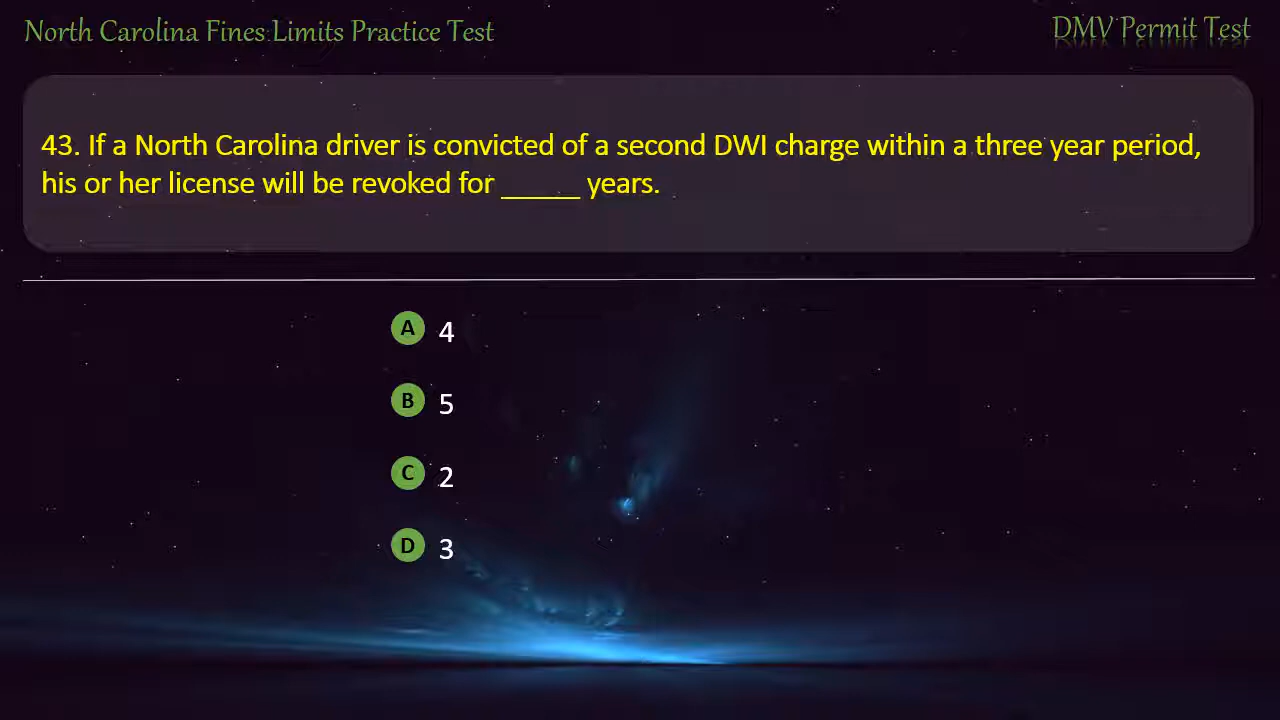 North Carolina Fines Limits Practice Test
DMV Permit Test
43. If a North Carolina driver is convicted of a second DWI charge within a three year period,
his or her license will be revoked for _____ years.
A 4
B 5
C 2
D 3